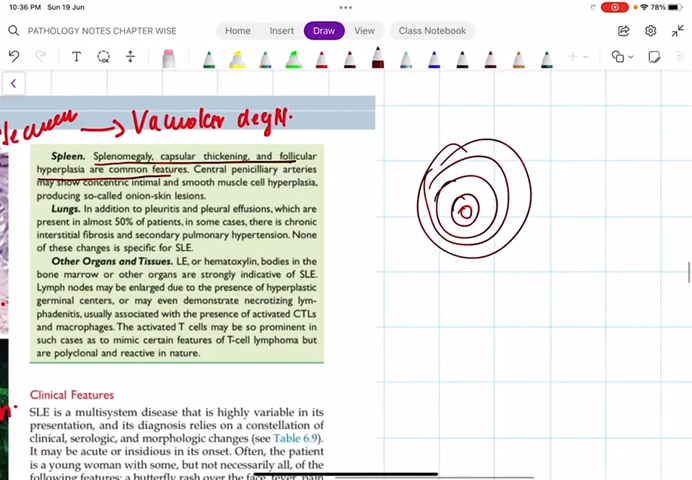 10:36 PM Sun 19 Jun
78%
PATHOLOGY NOTES CHAPTER WISE
Home Insert Draw View Class Notebook
T
Vacuolar degN.
Spleen. Splenomegaly, capsular thickening, and follicular
hyperplasia are common features. Central penicilliary arteries
may show concentric intimal and smooth muscle cell hyperplasia,
producing so-called onion-skin lesions.
Lungs. In addition to pleuritis and pleural effusions, which are
present in almost 50% of patients, in some cases, there is chronic
interstitial fibrosis and secondary pulmonary hypertension. None
of these changes is specific for SLE.
Other Organs and Tissues. LE, or hematoxylin, bodies in the
bone marrow or other organs are strongly indicative of SLE.
Lymph nodes may be enlarged due to the presence of hyperplastic
germinal centers, or may even demonstrate necrotizing lym-
phadenitis, usually associated with the presence of activated CTLs
and macrophages. The activated T cells may be so prominent in
such cases as to mimic certain features of T-cell lymphoma but
are polyclonal and reactive in nature.
Clinical Features
SLE is a multisystem disease that is highly variable in its
presentation, and its diagnosis relies on a constellation of
clinical, serologic, and morphologic changes (see Table 6.9).
It may be acute or insidious in its onset. Often, the patient
is a young woman with some, but not necessarily all, of the
following features: a butterfly rash over the face, fever, pain